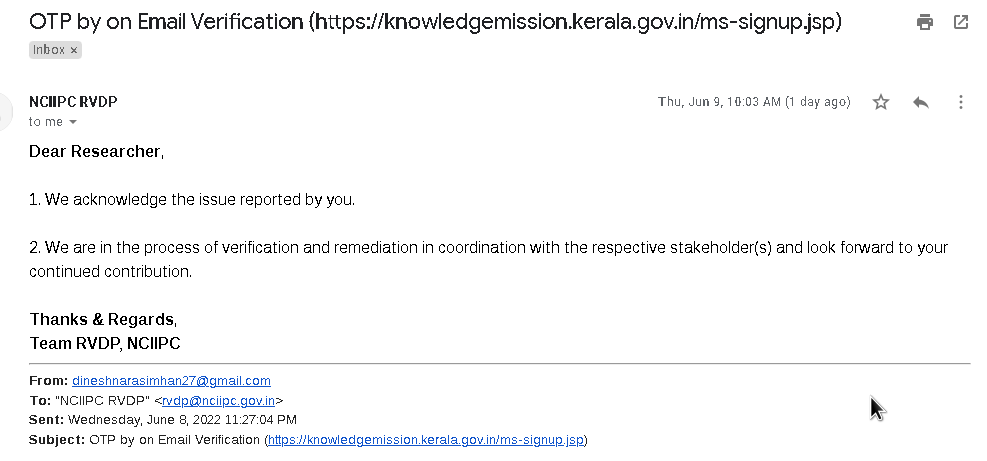 OTP by on Email Verification (https://knowledgemission.kerala.gov.in/ms-signup.jsp)
Inbox ×
NCIIPC RVDP
Thu, Jun 9, 10:03 AM (1 day ago)
to me
Dear Researcher,
1. We acknowledge the issue reported by you.
2. We are in the process of verification and remediation in coordination with the respective stakeholder(s) and look forward to your
continued contribution.
Thanks & Regards,
Team RVDP, NCIIPC
From: dineshnarasimhan27@gmail.com
To: "NCIIPC RVDP" <rvdp@nciipc.gov.in>
Sent: Wednesday, June 8, 2022 11:27:04 PM
Subject: OTP by on Email Verification (https://knowledgemission.kerala.gov.in/ms-signup.jsp)